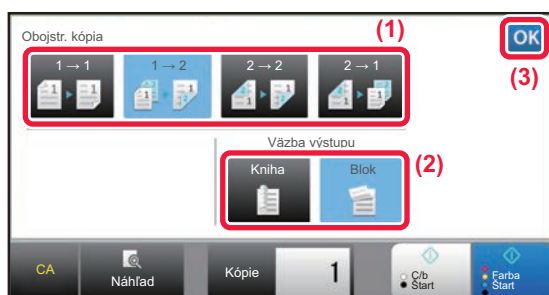 Obojstr. kópia
(1)
OK
(3)
1 → 1
1 → 2
2 → 2
2 → 1
Väzba výstupu
Kniha
Blok
(2)
CA
Náhľad
Kópie
1
C/b
Štart
Farba
Štart